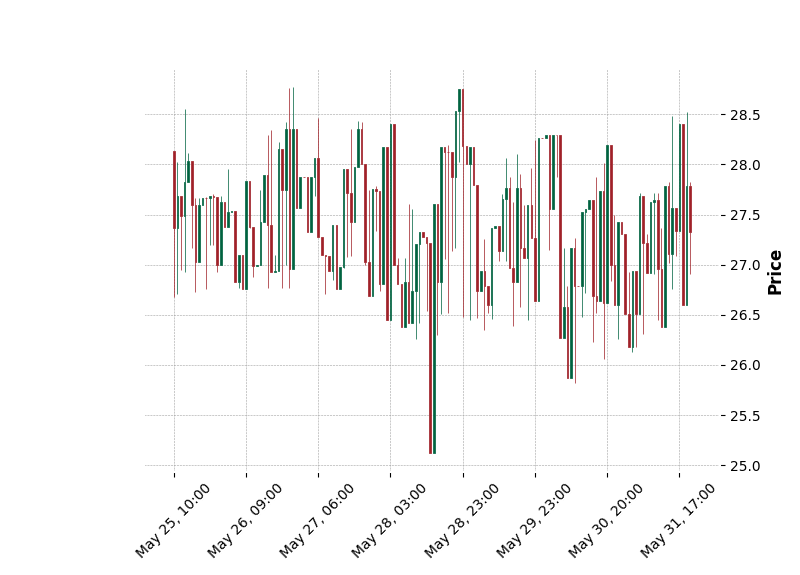 28.5
28.0
27.5
27.0
26.5
26.0
25.5
25.0
Price
May 25, 10:00
May 26, 09:00
May 27, 06:00
May 28, 03:00
May 28, 23:00
May 29, 23:00
May 30, 20:00
May 31, 17:00